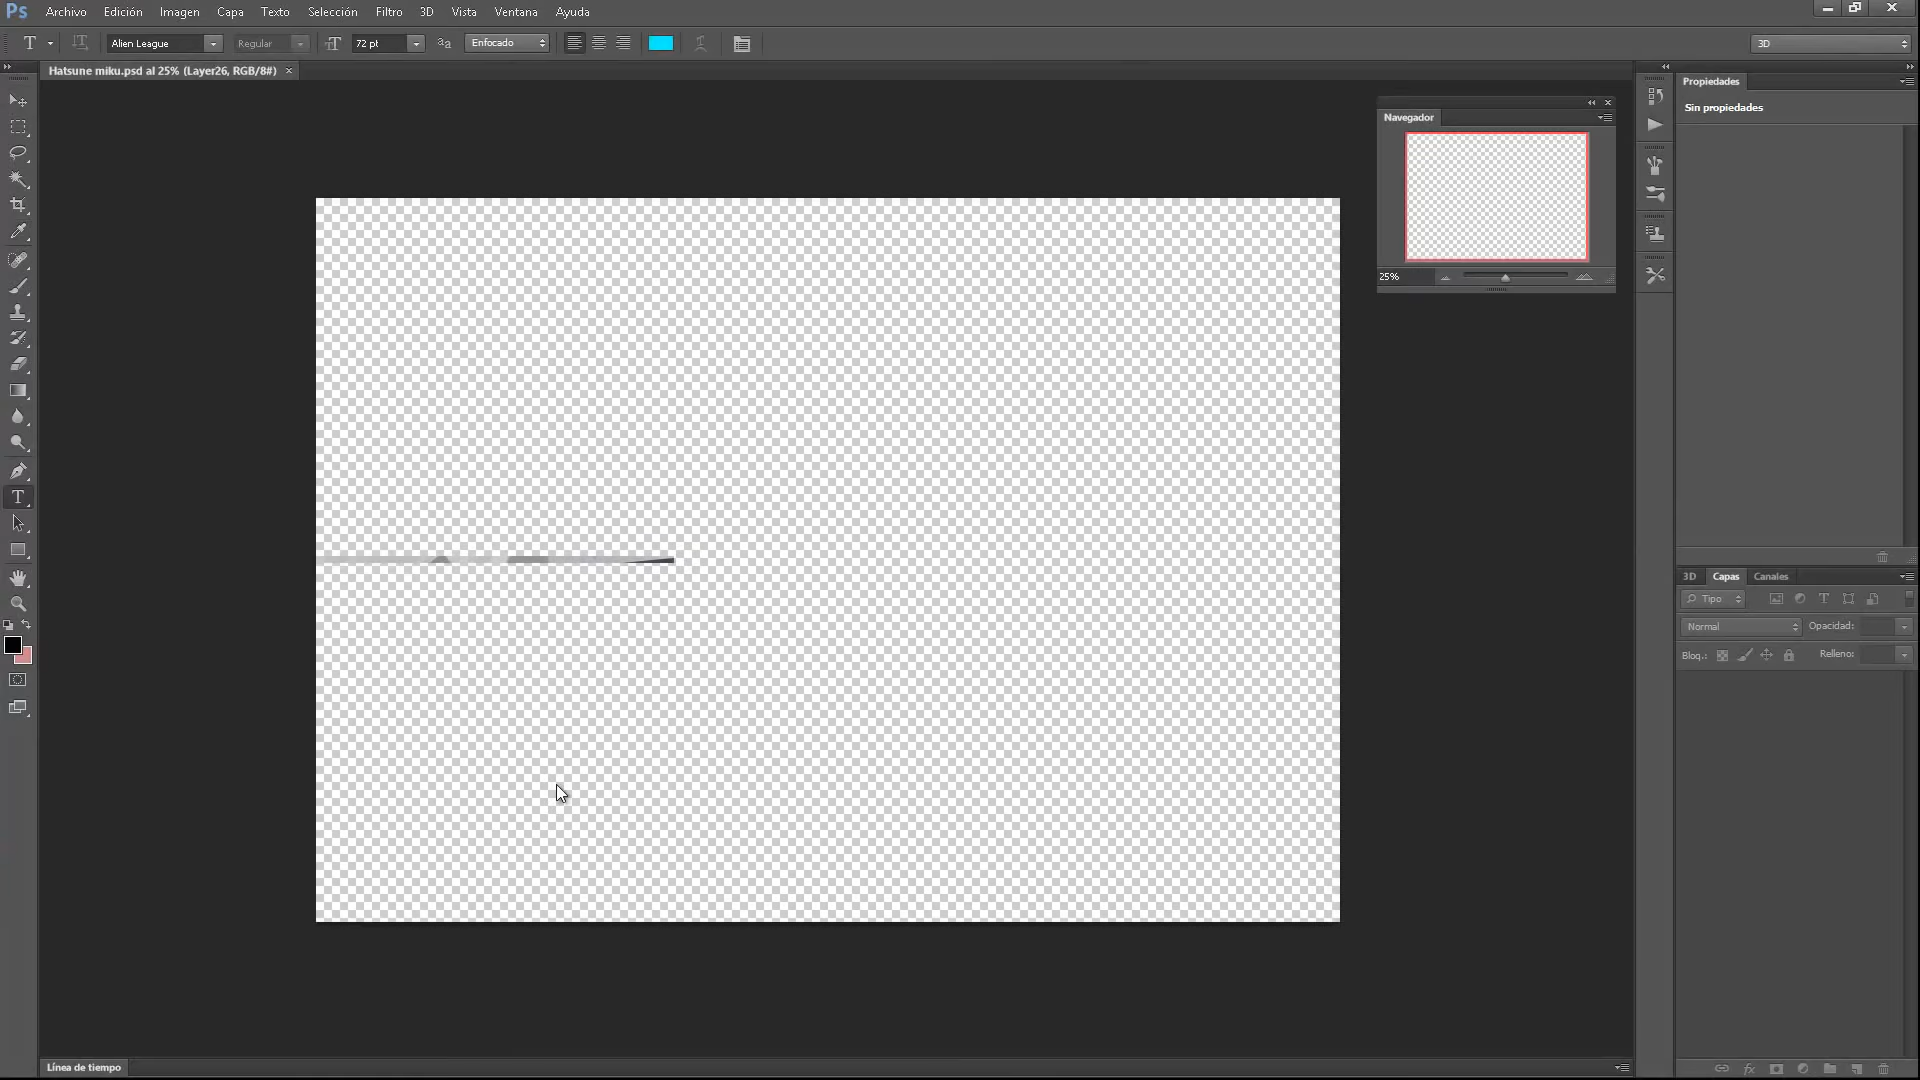 Ps Archivo Edición Imagen Capa Texto Selección Filtro 3D Vista Ventana Ayuda
T Alien League Regular 72 pt Enfocado 3D
Hatsune miku.psd al 25% (Layer26, RGB/8#)
Propiedades
Sin propiedades
Navegador
25%
3D Capas Canales
Tipo
Normal Opacidad:
Bloq.: Relleno:
Línea de tiempo